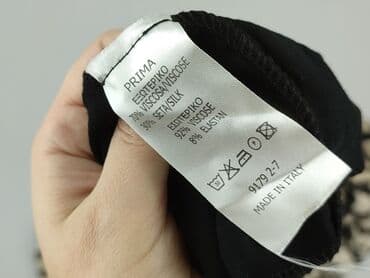 PRIMA
ΕΞΩΤΕΡΙΚΟ
70% VISCOSA/VISCOSE
30% SETA/SILK
ΕΣΩΤΕΡΙΚΟ
92% VISCOSE
8% ELASTAN
9179 2-7
MADE IN ITALY